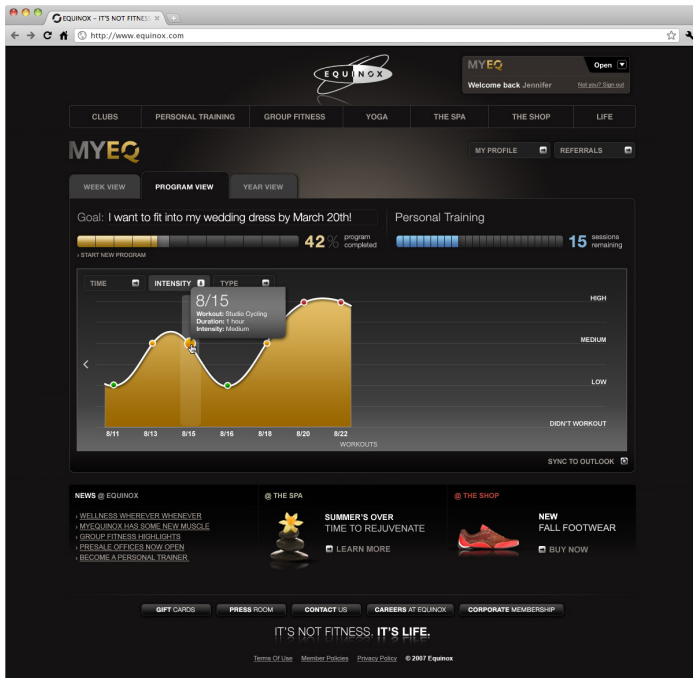 EQUINOX – IT'S NOT FITNESS
http://www.equinox.com
EQUINOX
MYEQ
Open
Welcome back Jennifer
Not you? Sign out
CLUBS
PERSONAL TRAINING
GROUP FITNESS
YOGA
THE SPA
THE SHOP
LIFE
MYEQ
MY PROFILE
REFERRALS
WEEK VIEW
PROGRAM VIEW
YEAR VIEW
Goal: I want to fit into my wedding dress by March 20th!
42% program completed
› START NEW PROGRAM
Personal Training
15 sessions remaining
TIME
INTENSITY
TYPE
8/15
Workout: Studio Cycling
Duration: 1 hour
Intensity: Medium
HIGH
MEDIUM
LOW
DIDN'T WORKOUT
8/11
8/13
8/15
8/16
8/18
8/20
8/22
WORKOUTS
SYNC TO OUTLOOK
NEWS @ EQUINOX
› WELLNESS WHEREVER WHENEVER
› MYEQUINOX HAS SOME NEW MUSCLE
› GROUP FITNESS HIGHLIGHTS
› PRESALE OFFICES NOW OPEN
› BECOME A PERSONAL TRAINER
@ THE SPA
SUMMER'S OVER
TIME TO REJUVENATE
LEARN MORE
@ THE SHOP
NEW
FALL FOOTWEAR
BUY NOW
GIFT CARDS
PRESS ROOM
CONTACT US
CAREERS AT EQUINOX
CORPORATE MEMBERSHIP
IT'S NOT FITNESS. IT'S LIFE.
Terms Of Use
Member Policies
Privacy Policy
© 2007 Equinox